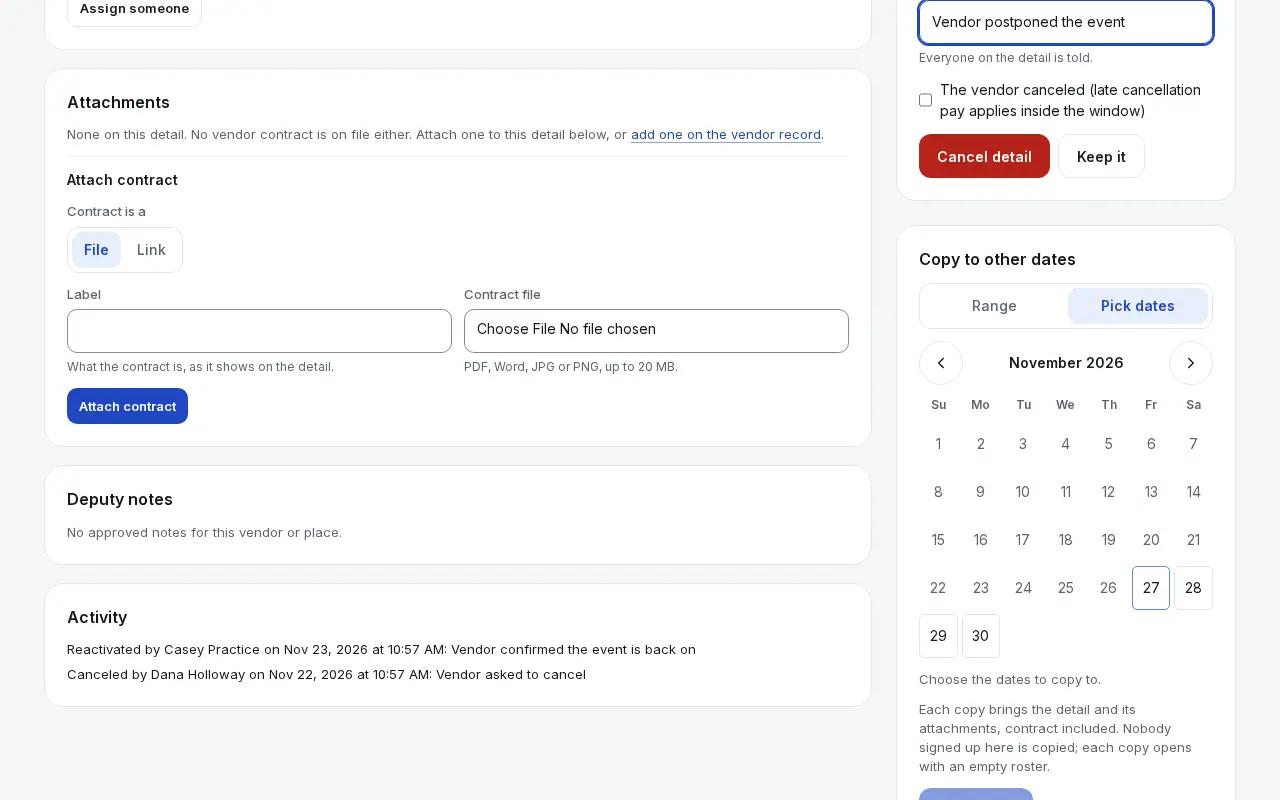 Assign someone
Attachments
None on this detail. No vendor contract is on file either. Attach one to this detail below, or add one on the vendor record.
Attach contract
Contract is a
File
Link
Label
Contract file
Choose File No file chosen
What the contract is, as it shows on the detail.
PDF, Word, JPG or PNG, up to 20 MB.
Attach contract
Deputy notes
No approved notes for this vendor or place.
Activity
Reactivated by Casey Practice on Nov 23, 2026 at 10:57 AM: Vendor confirmed the event is back on
Canceled by Dana Holloway on Nov 22, 2026 at 10:57 AM: Vendor asked to cancel
Vendor postponed the event
Everyone on the detail is told.
The vendor canceled (late cancellation
pay applies inside the window)
Cancel detail
Keep it
Copy to other dates
Range
Pick dates
November 2026
Su Mo Tu We Th Fr Sa
1 2 3 4 5 6 7
8 9 10 11 12 13 14
15 16 17 18 19 20 21
22 23 24 25 26 27 28
29 30
Choose the dates to copy to.
Each copy brings the detail and its
attachments, contract included. Nobody
signed up here is copied; each copy opens
with an empty roster.